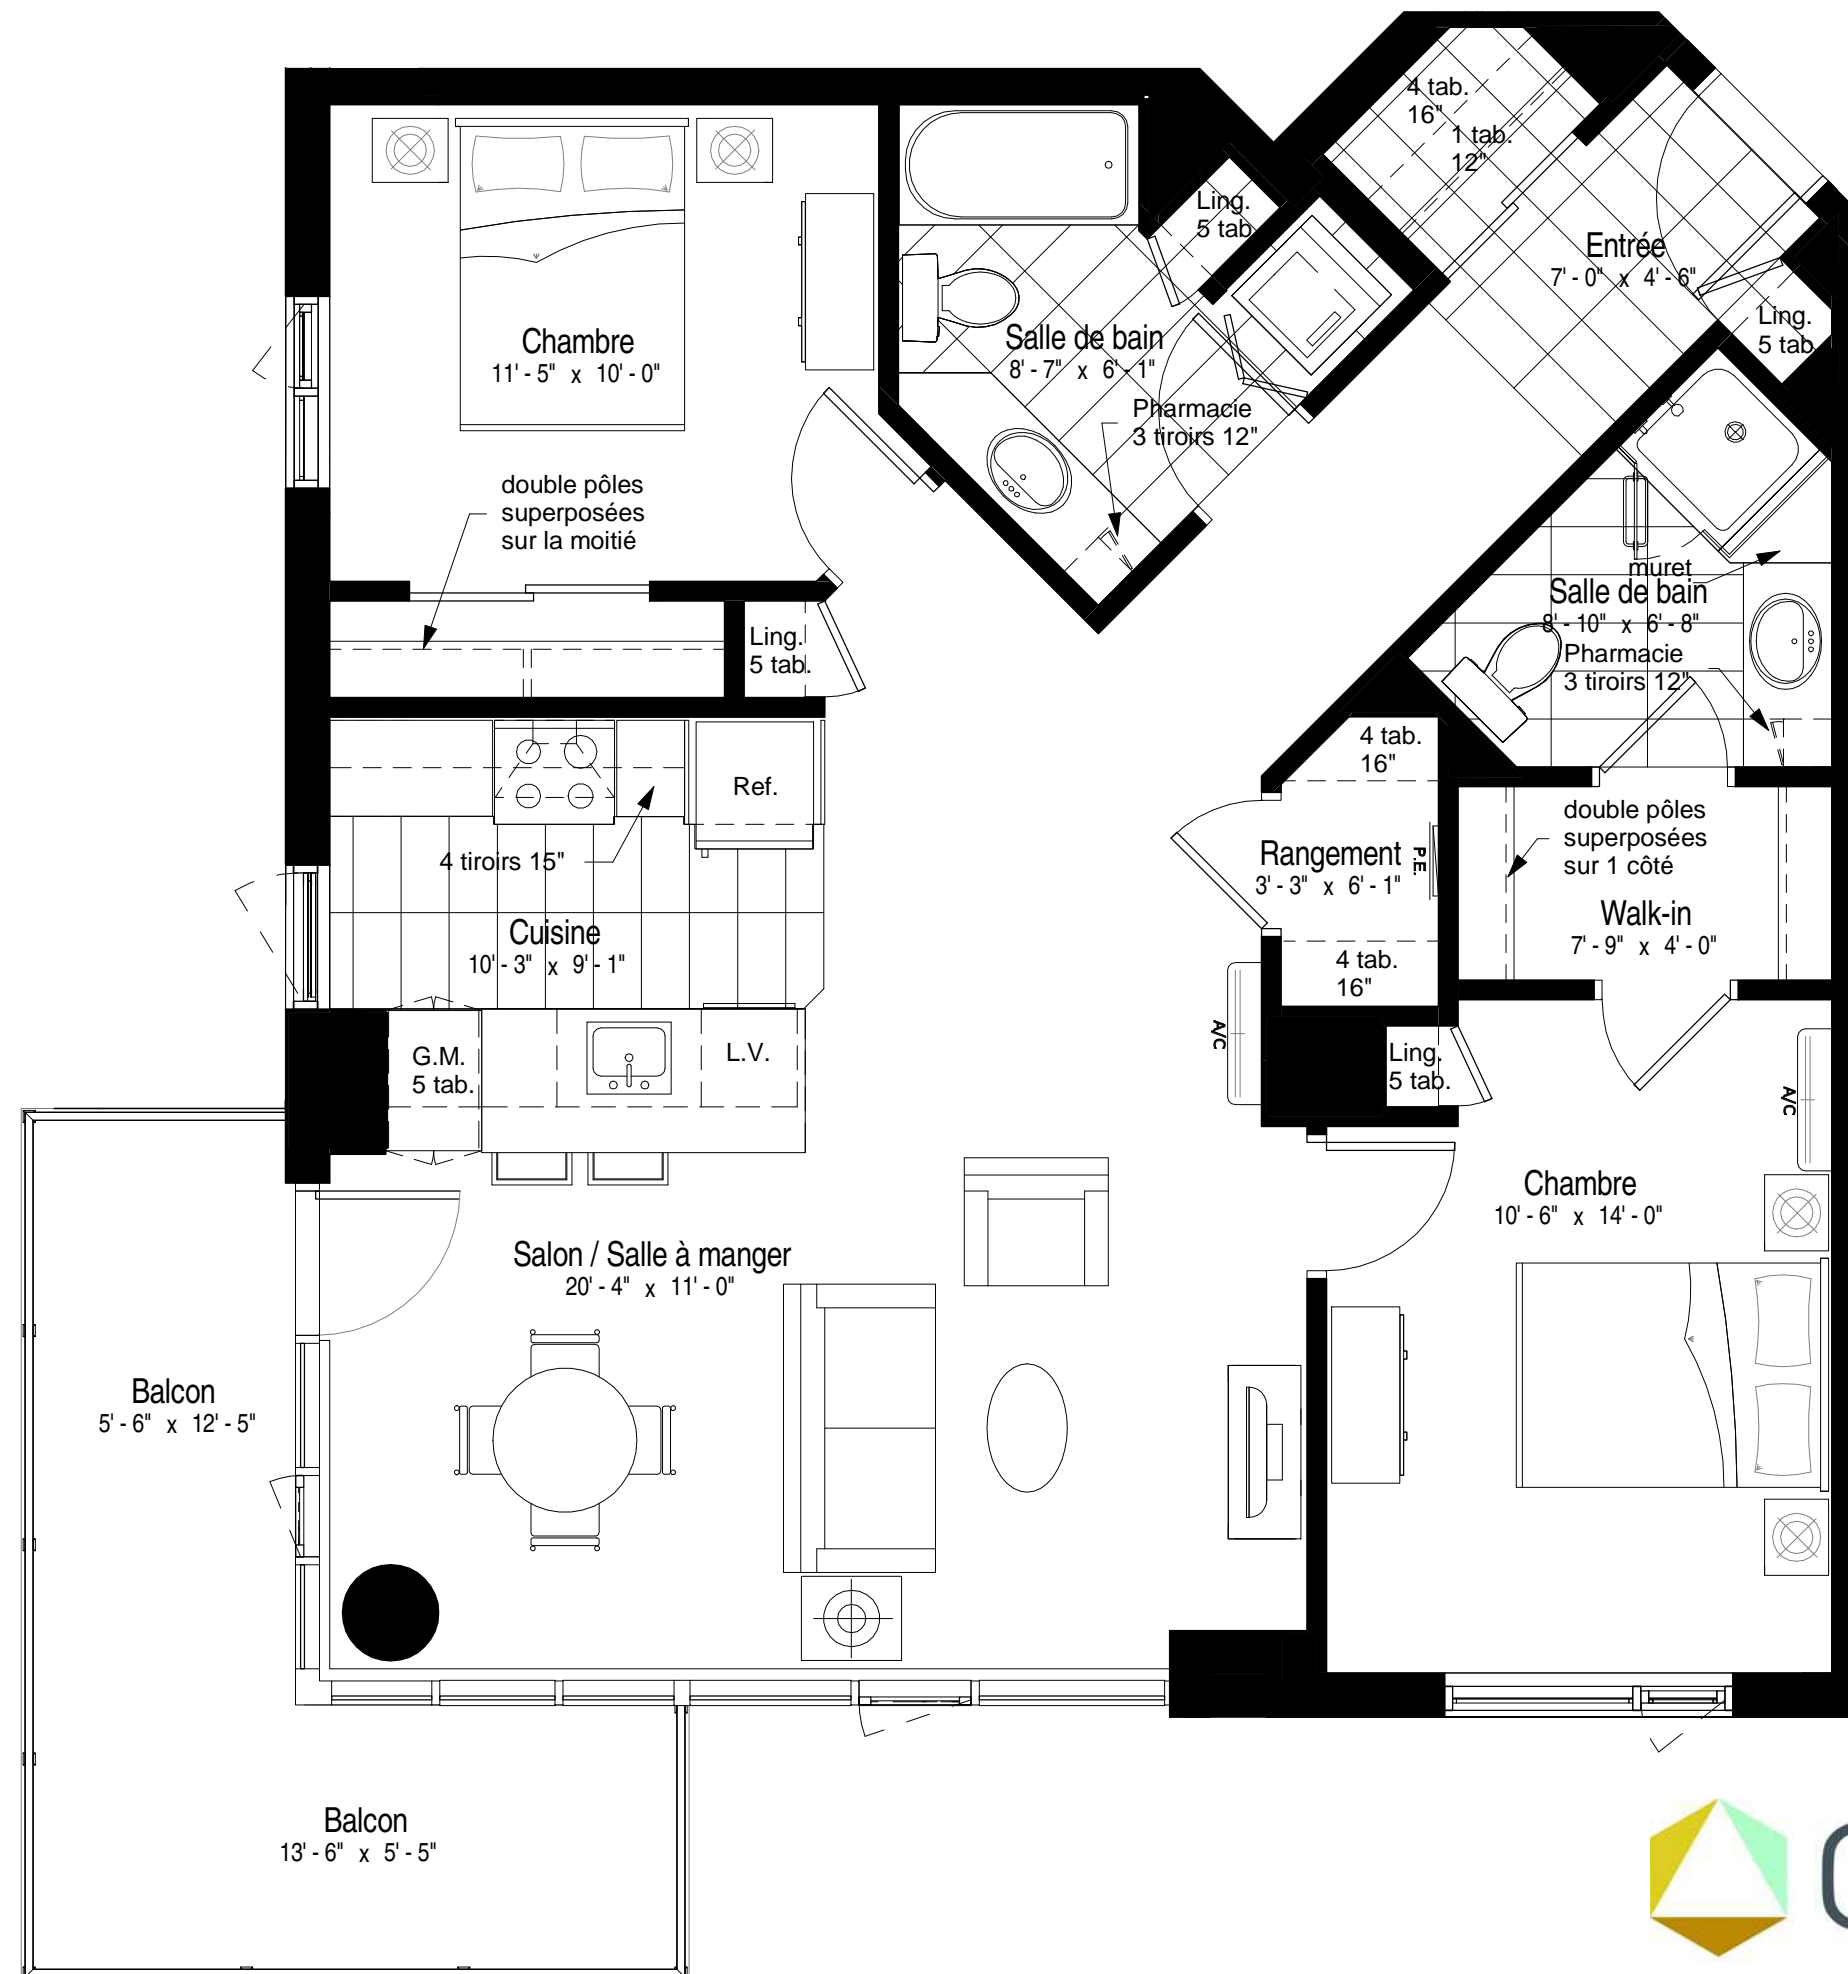 4 tab.
16"
1 tab.
12"
Ling.
5 tab.
Entrée
7' - 0" x 4' - 6"
Ling.
5 tab.
Chambre
11' - 5" x 10' - 0"
Salle de bain
8' - 7" x 6' - 1"
Pharmacie
3 tiroirs 12"
double pôles
superposées
sur la moitié
muret
Salle de bain
8' - 10" x 6' - 8"
Pharmacie
3 tiroirs 12"
Ling.
5 tab.
4 tab.
16"
Ref.
4 tiroirs 15"
double pôles
superposées
sur 1 côté
Rangement
3' - 3" x 6' - 1"
P.E.
Walk-in
7' - 9" x 4' - 0"
Cuisine
10' - 3" x 9' - 1"
4 tab.
16"
A/C
G.M.
5 tab.
L.V.
Ling.
5 tab.
A/C
Chambre
10' - 6" x 14' - 0"
Salon / Salle à manger
20' - 4" x 11' - 0"
Balcon
5' - 6" x 12' - 5"
Balcon
13' - 6" x 5' - 5"